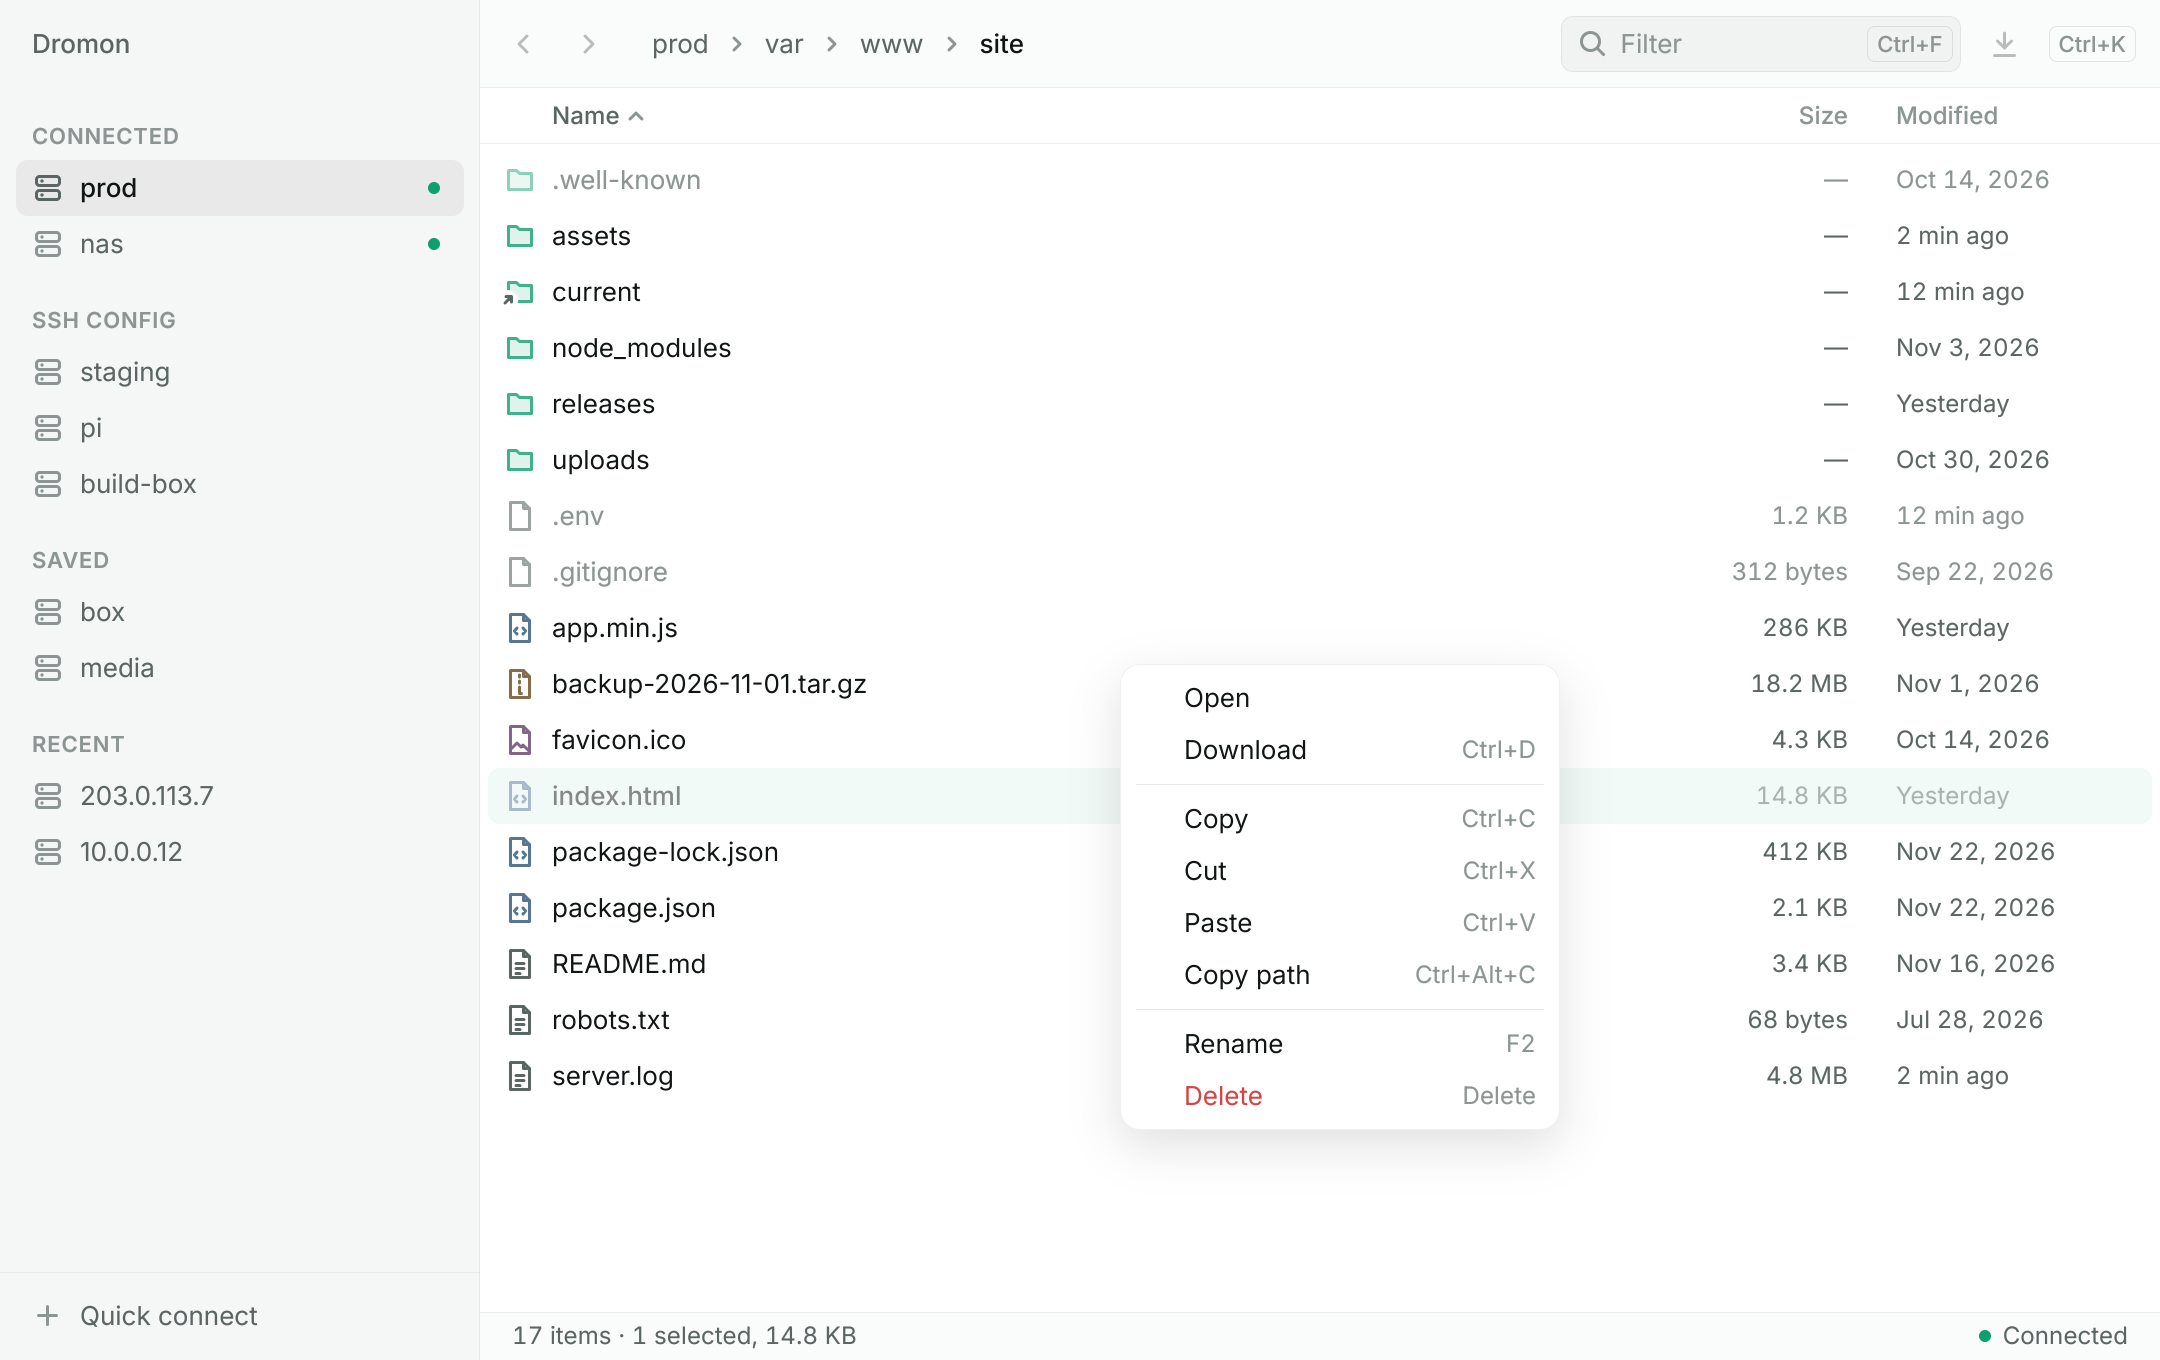 Dromon
CONNECTED
prod
nas
SSH CONFIG
staging
pi
build-box
SAVED
box
media
RECENT
203.0.113.7
10.0.0.12
Quick connect
prod var www site
Filter Ctrl+F Ctrl+K
Name Size Modified
.well-known — Oct 14, 2026
assets — 2 min ago
current — 12 min ago
node_modules — Nov 3, 2026
releases — Yesterday
uploads — Oct 30, 2026
.env 1.2 KB 12 min ago
.gitignore 312 bytes Sep 22, 2026
app.min.js 286 KB Yesterday
backup-2026-11-01.tar.gz 18.2 MB Nov 1, 2026
favicon.ico 4.3 KB Oct 14, 2026
index.html 14.8 KB Yesterday
package-lock.json 412 KB Nov 22, 2026
package.json 2.1 KB Nov 22, 2026
README.md 3.4 KB Nov 16, 2026
robots.txt 68 bytes Jul 28, 2026
server.log 4.8 MB 2 min ago
Open
Download Ctrl+D
Copy Ctrl+C
Cut Ctrl+X
Paste Ctrl+V
Copy path Ctrl+Alt+C
Rename F2
Delete Delete
17 items · 1 selected, 14.8 KB
Connected